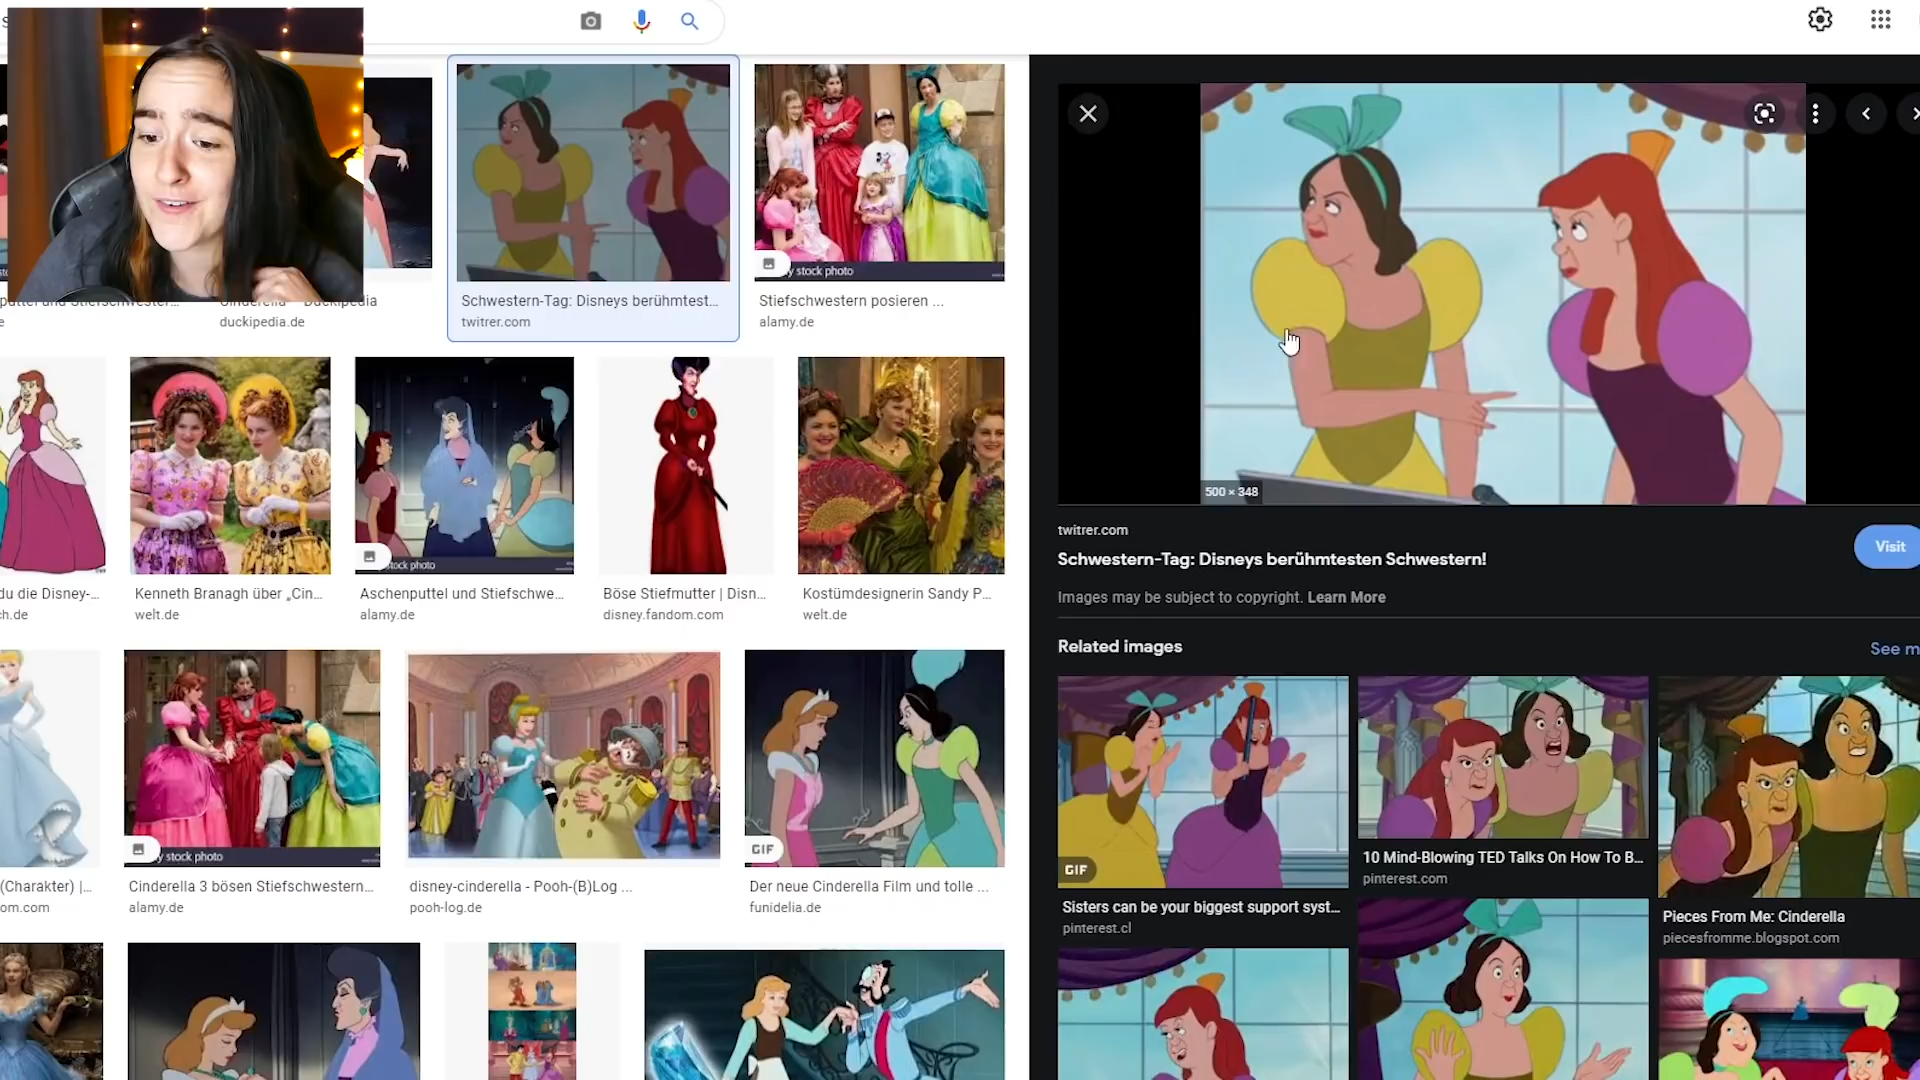 duckipedia.de
Schwestern-Tag: Disneys berühmtest...
twitrer.com
y stock photo
Stiefschwestern posieren ...
alamy.de
500 × 348
twitrer.com
Schwestern-Tag: Disneys berühmtesten Schwestern!
Visit
Images may be subject to copyright. Learn More
du die Disney-...
ch.de
Kenneth Branagh über „Cin...
welt.de
stock photo
Aschenputtel und Stiefschwe...
alamy.de
Böse Stiefmutter | Disn...
disney.fandom.com
Kostümdesignerin Sandy P...
welt.de
Related images
See m
(Charakter) |...
om.com
y stock photo
Cinderella 3 bösen Stiefschwestern...
alamy.de
disney-cinderella - Pooh-(B)Log ...
pooh-log.de
GIF
Der neue Cinderella Film und tolle ...
funidelia.de
GIF
Sisters can be your biggest support syst...
pinterest.cl
10 Mind-Blowing TED Talks On How To B...
pinterest.com
Pieces From Me: Cinderella
piecesfromme.blogspot.com